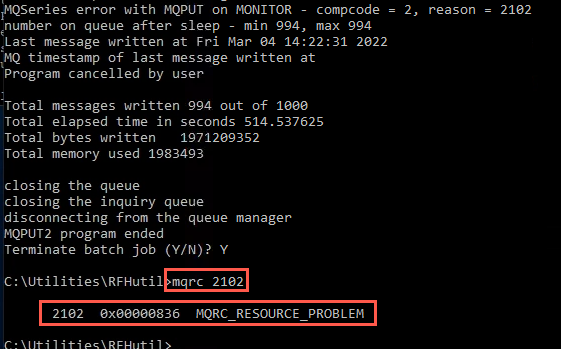 MQSeries error with MQPUT on MONITOR - compcode = 2, reason = 2102
number on queue after sleep - min 994, max 994
Last message written at Fri Mar 04 14:22:31 2022
MQ timestamp of last message written at
Program cancelled by user
Total messages written 994 out of 1000
Total elapsed time in seconds 514.537625
Total bytes written   1971209352
Total memory used 1983493
closing the queue
closing the inquiry queue
disconnecting from the queue manager
MQPUT2 program ended
Terminate batch job (Y/N)? Y
C:\Utilities\RFHutil>mqrc 2102
2102  0x00000836  MQRC_RESOURCE_PROBLEM
C:\Utilities\RFHutil>